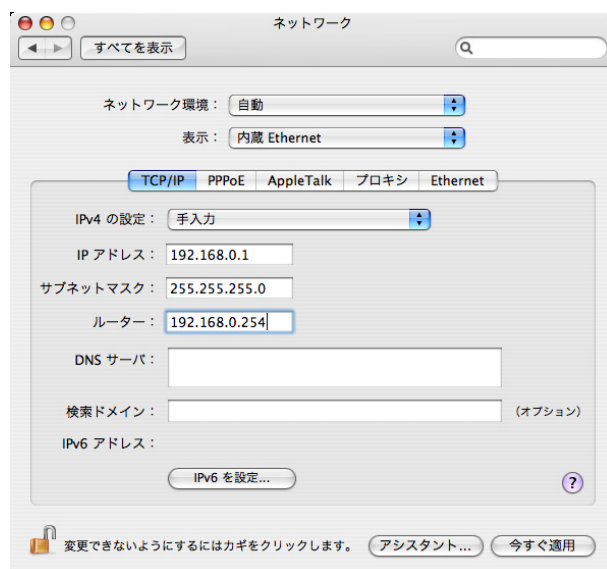 ネットワーク
すべてを表示
ネットワーク環境： 自動
表示： 内蔵 Ethernet
TCP/IP PPPoE AppleTalk プロキシ Ethernet
IPv4 の設定： 手入力
IP アドレス： 192.168.0.1
サブネットマスク： 255.255.255.0
ルーター： 192.168.0.254
DNS サーバ：
検索ドメイン： (オプション)
IPv6 アドレス：
IPv6 を設定...
?
変更できないようにするにはカギをクリックします。 アシスタント... 今すぐ適用